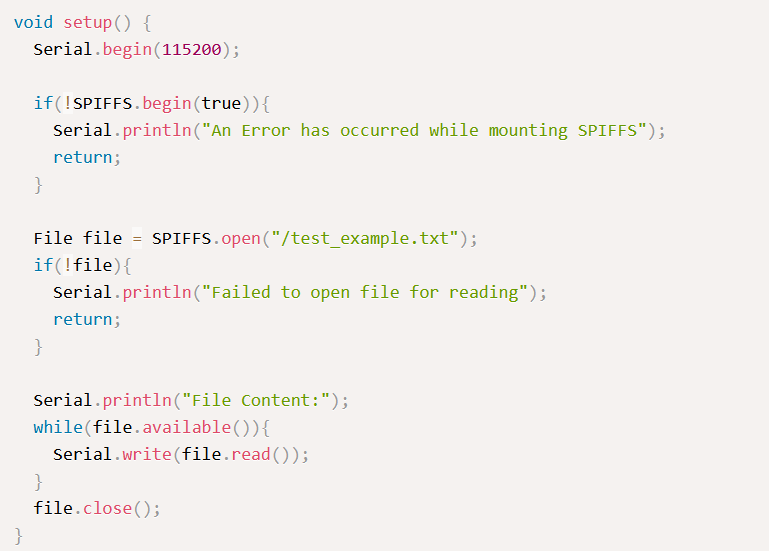 void setup() {
  Serial.begin(115200);

  if(!SPIFFS.begin(true)){
    Serial.println("An Error has occurred while mounting SPIFFS");
    return;
  }

  File file = SPIFFS.open("/test_example.txt");
  if(!file){
    Serial.println("Failed to open file for reading");
    return;
  }

  Serial.println("File Content:");
  while(file.available()){
    Serial.write(file.read());
  }
  file.close();
}